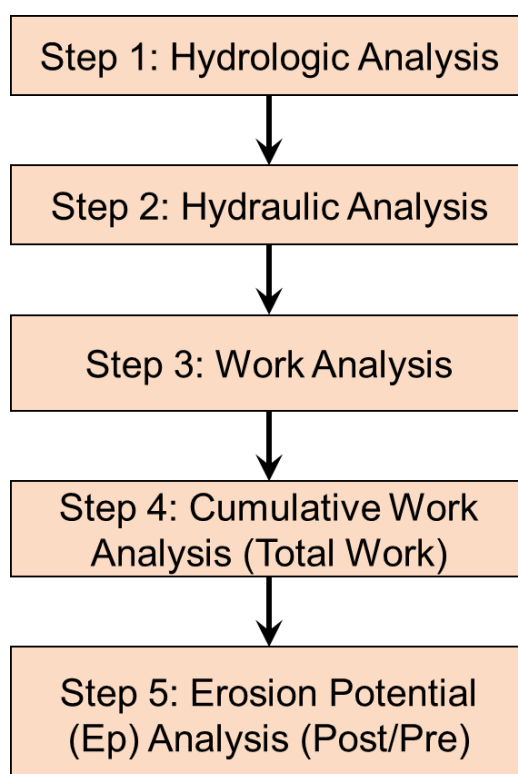 Step 1: Hydrologic Analysis
Step 2: Hydraulic Analysis
Step 3: Work Analysis
Step 4: Cumulative Work
Analysis (Total Work)
Step 5: Erosion Potential
(Ep) Analysis (Post/Pre)